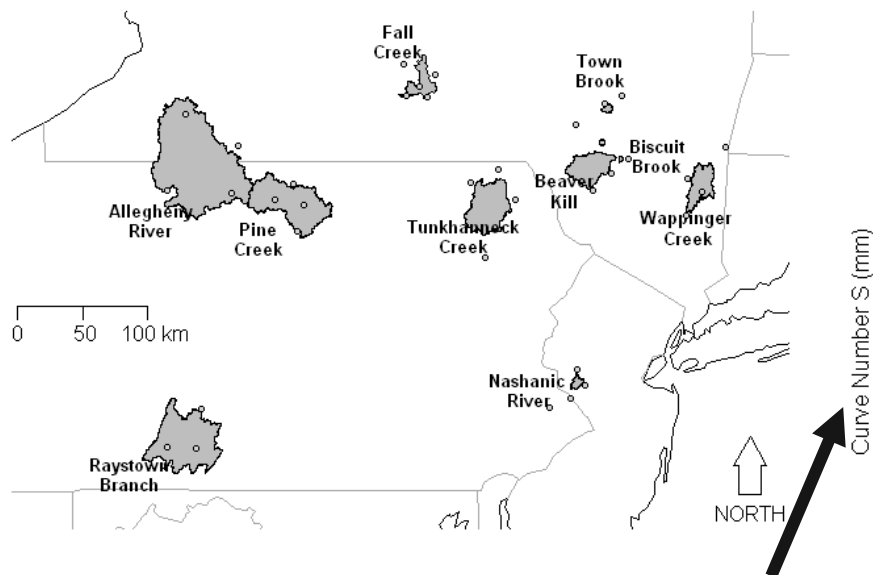 Fall
Creek
Town
Brook
Biscuit
Brook
Beaver
Kill
Wappinger
Creek
Allegheny
River
Pine
Creek
Tunkhanneck
Creek
0 50 100 km
Nashanic
River
Raystown
Branch
NORTH
Curve Number S (mm)